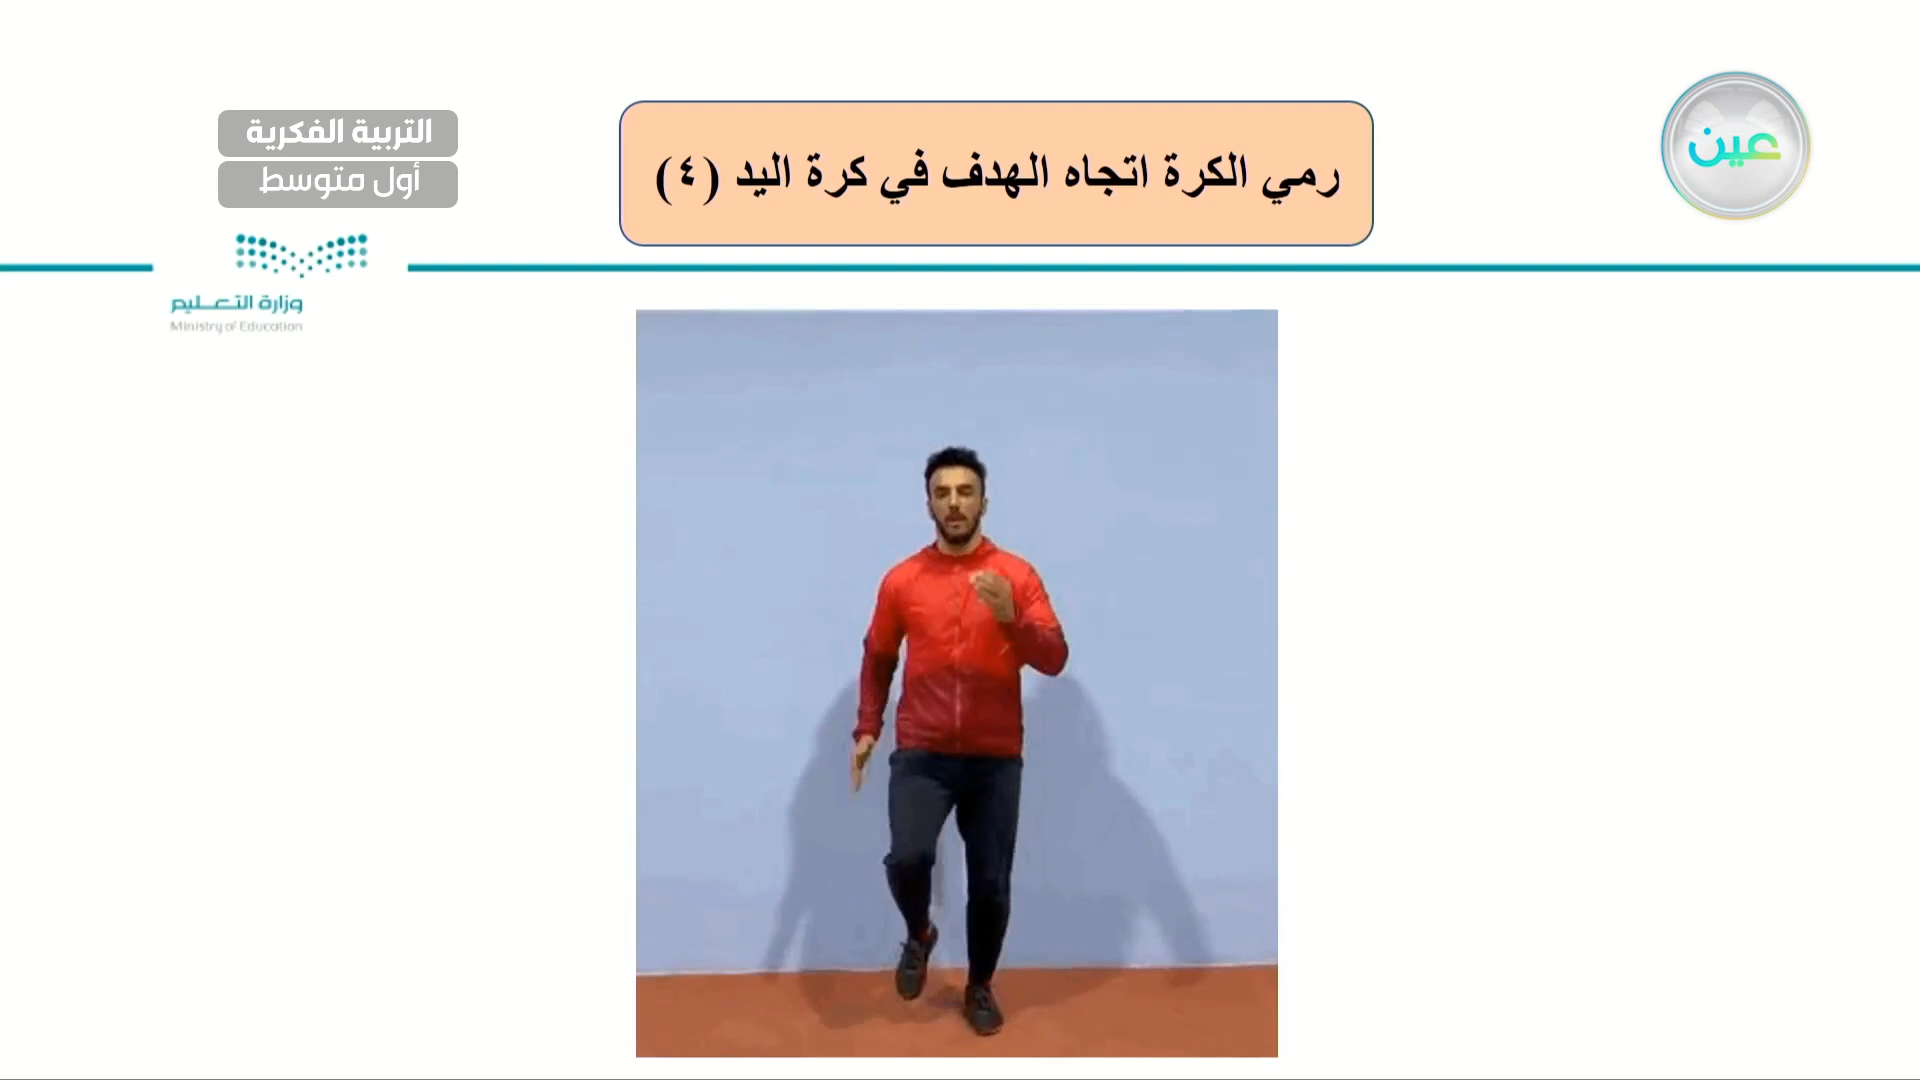 عين
رمي الكرة اتجاه الهدف في كرة اليد (٤)
التربية الفكرية
أول متوسط
وزارة التعليم
Ministry of Education